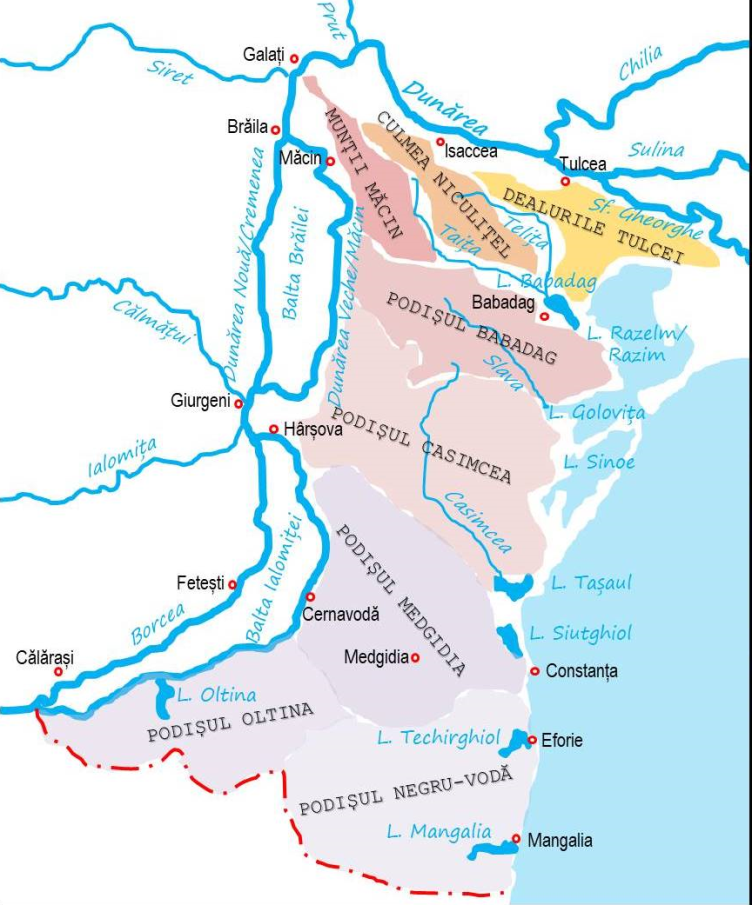 Prut
Galați
Siret
Chilia
Dunărea
Brăila
Măcin
MUNȚII MĂCIN
CULMEA NICULIȚEL
Isaccea
Sulina
Tulcea
DEALURILE TULCEI
Sf. Gheorghe
Telița
Taița
Dunărea Nouă/Cremenea
Balta Brăilei
Dunărea Veche/Măcin
L. Babadag
Babadag
PODIȘUL BABADAG
L. Razelm/
Razim
Călmățui
Slava
Giurgeni
Hârșova
L. Golovița
PODIȘUL CASIMCEA
Ialomița
L. Sinoe
Casimcea
Balta Ialomiței
PODIȘUL MEDGIDIA
Fetești
L. Tașaul
Cernavodă
Borcea
L. Siutghiol
Călărași
Medgidia
Constanța
L. Oltina
PODIȘUL OLTINA
L. Techirghiol
Eforie
PODIȘUL NEGRU-VODĂ
L. Mangalia
Mangalia